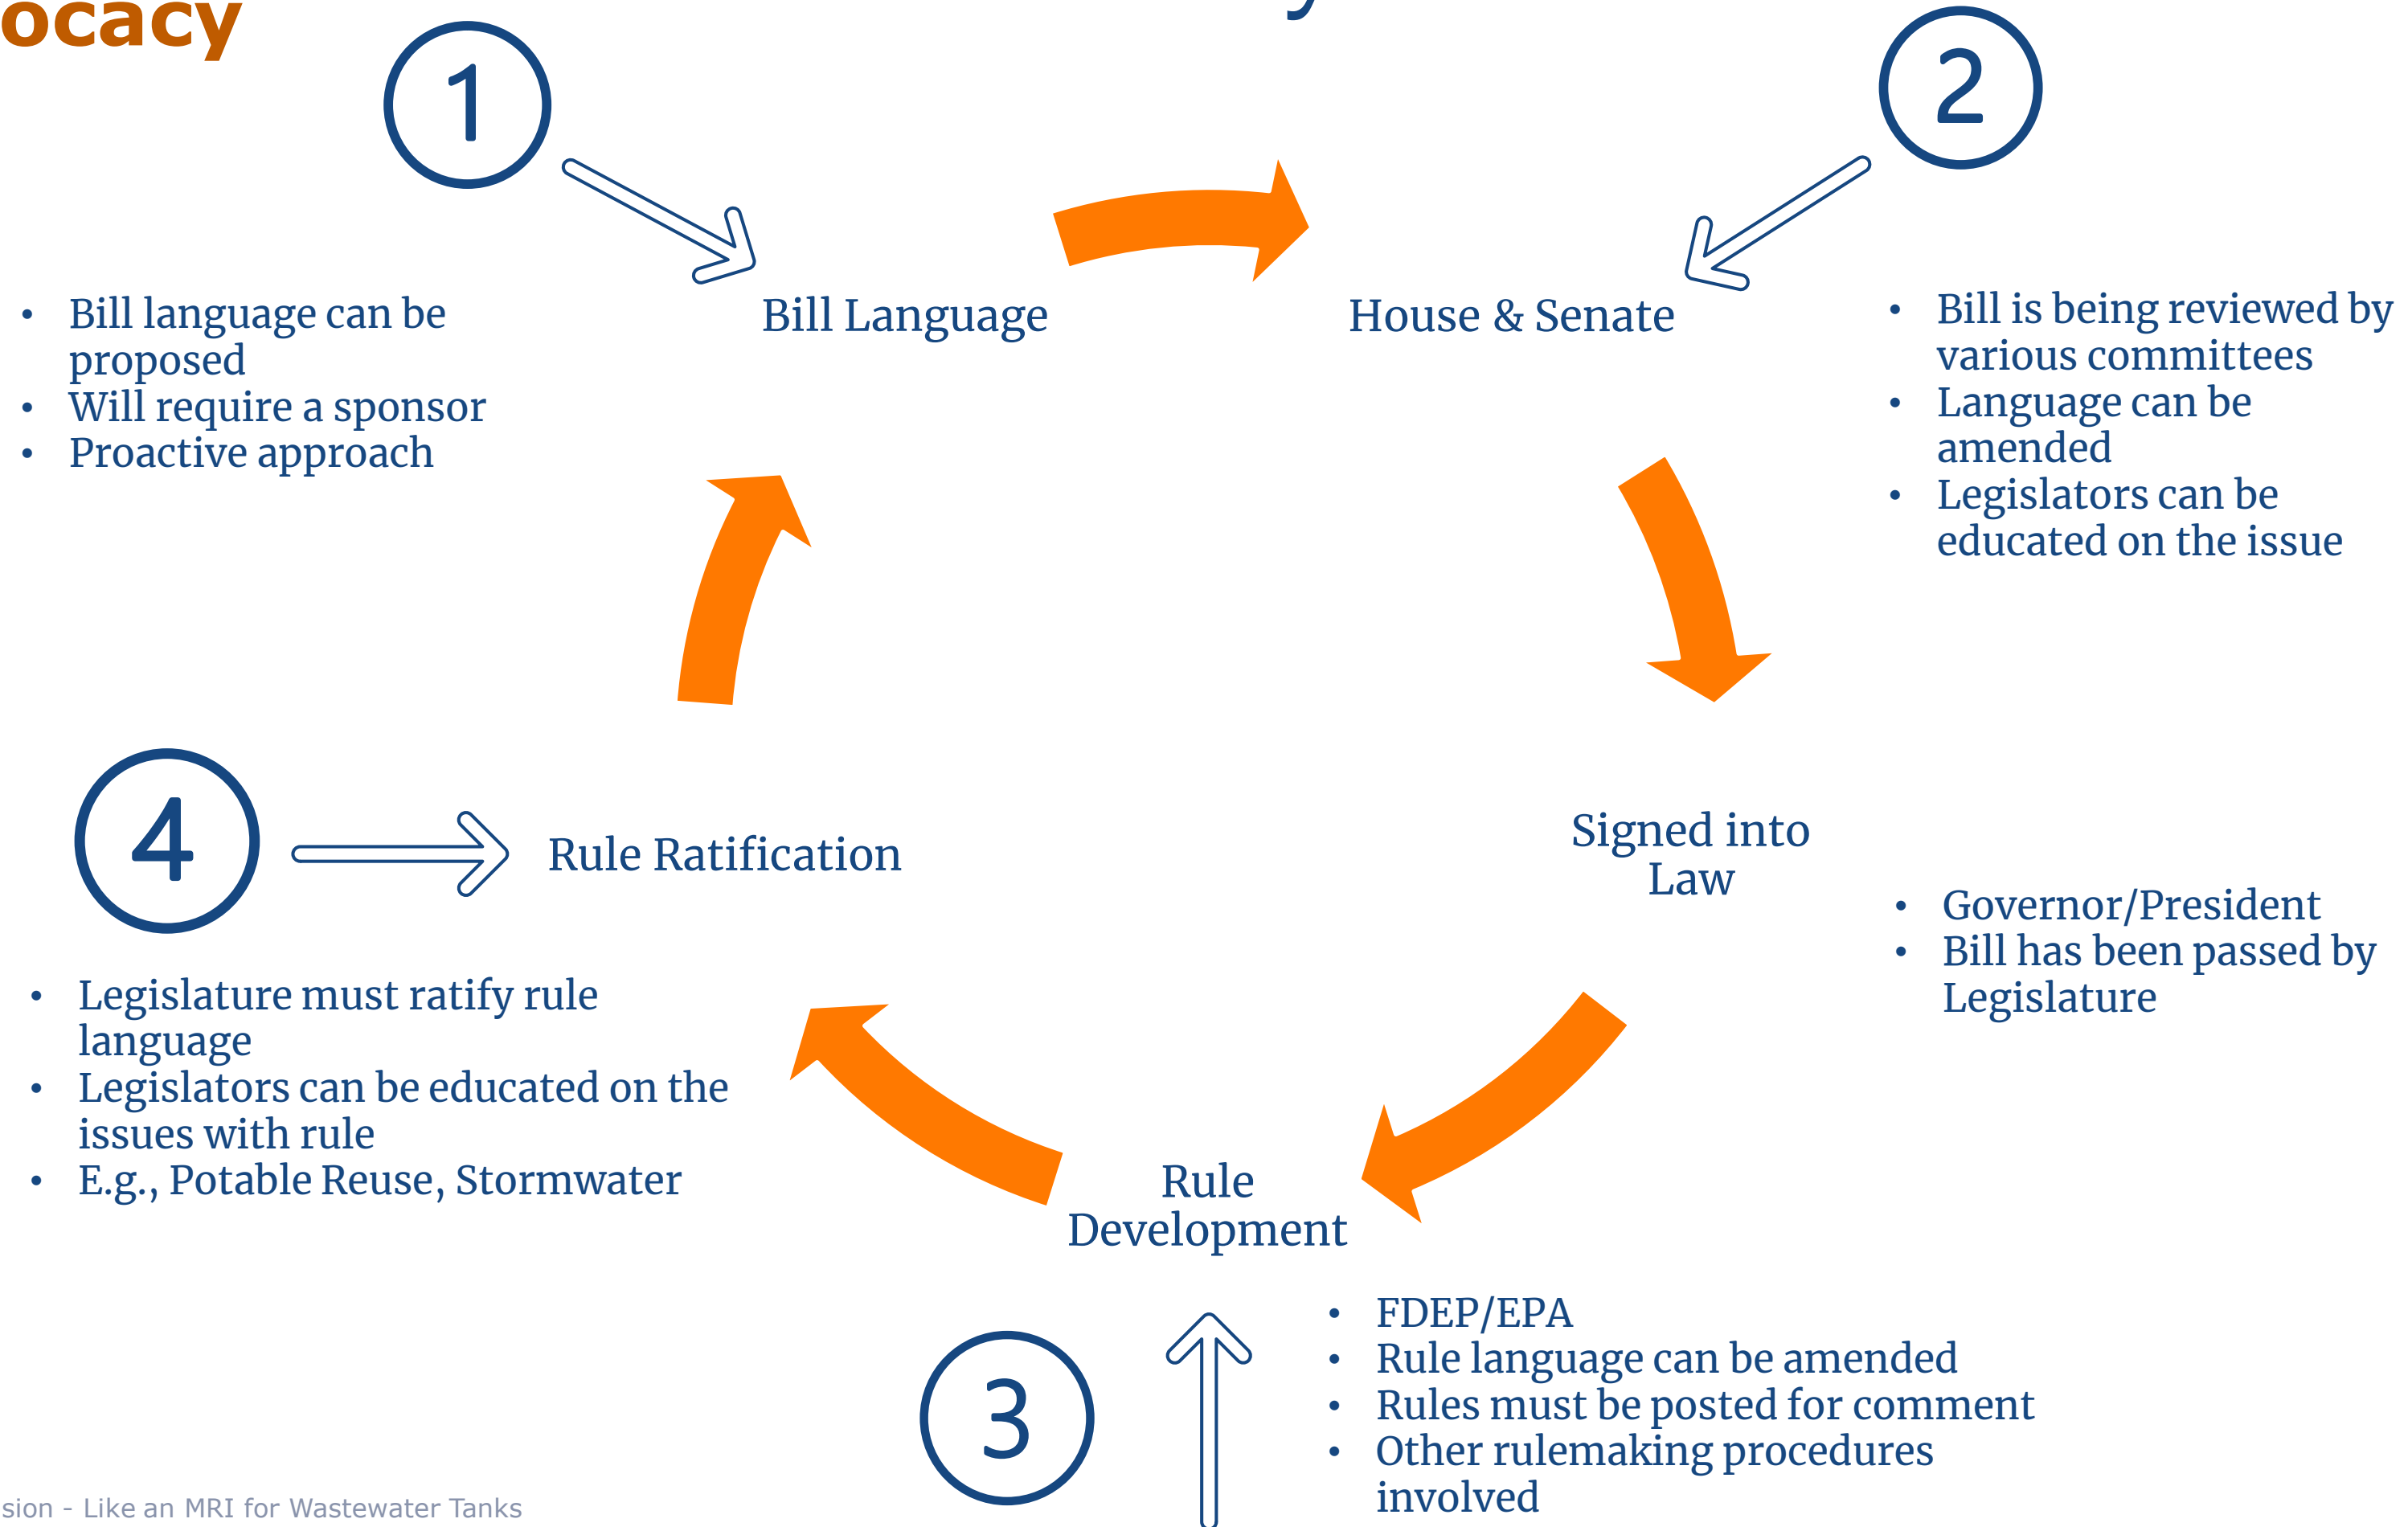 ocacy
y
1
2
Bill Language
House & Senate
• Bill language can be
proposed
• Will require a sponsor
• Proactive approach
• Bill is being reviewed by
various committees
• Language can be
amended
• Legislators can be
educated on the issue
4
Rule Ratification
Signed into
Law
• Governor/President
• Bill has been passed by
Legislature
• Legislature must ratify rule
language
• Legislators can be educated on the
issues with rule
• E.g., Potable Reuse, Stormwater
Rule
Development
3
• FDEP/EPA
• Rule language can be amended
• Rules must be posted for comment
• Other rulemaking procedures
involved
sion - Like an MRI for Wastewater Tanks